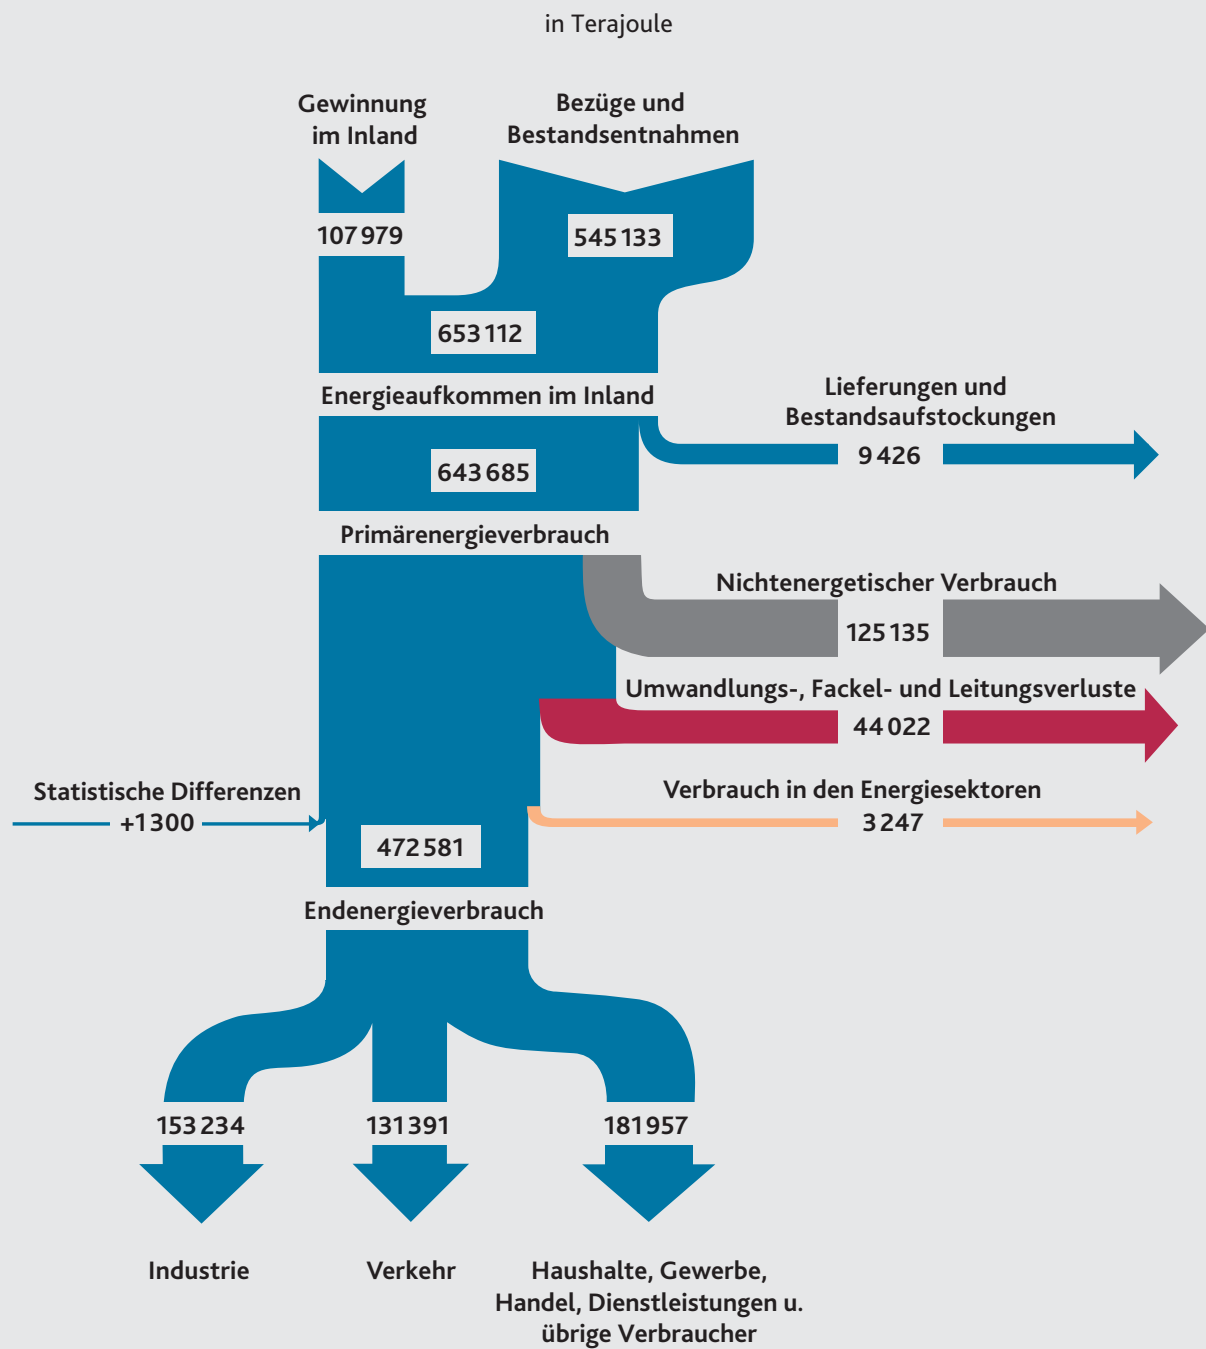 in Terajoule
Gewinnung
im Inland
Bezüge und
Bestandsentnahmen
107 979
545 133
653 112
Energieaufkommen im Inland
Lieferungen und
Bestandsaufstockungen
9 426
643 685
Primärenergieverbrauch
Nichtenergetischer Verbrauch
125 135
Umwandlungs-, Fackel- und Leitungsverluste
44 022
Statistische Differenzen
+1 300
Verbrauch in den Energiesektoren
3 247
472 581
Endenergieverbrauch
153 234
131 391
181 957
Industrie
Verkehr
Haushalte, Gewerbe,
Handel, Dienstleistungen u.
übrige Verbraucher